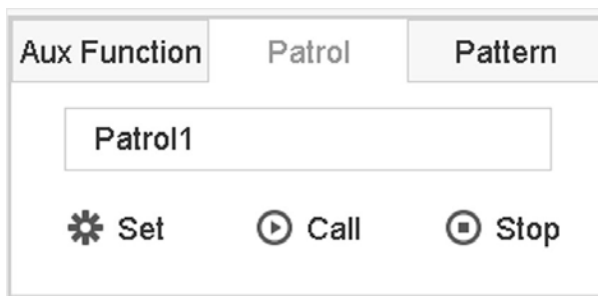 Aux Function Patrol Pattern
Patrol1
Set Call Stop